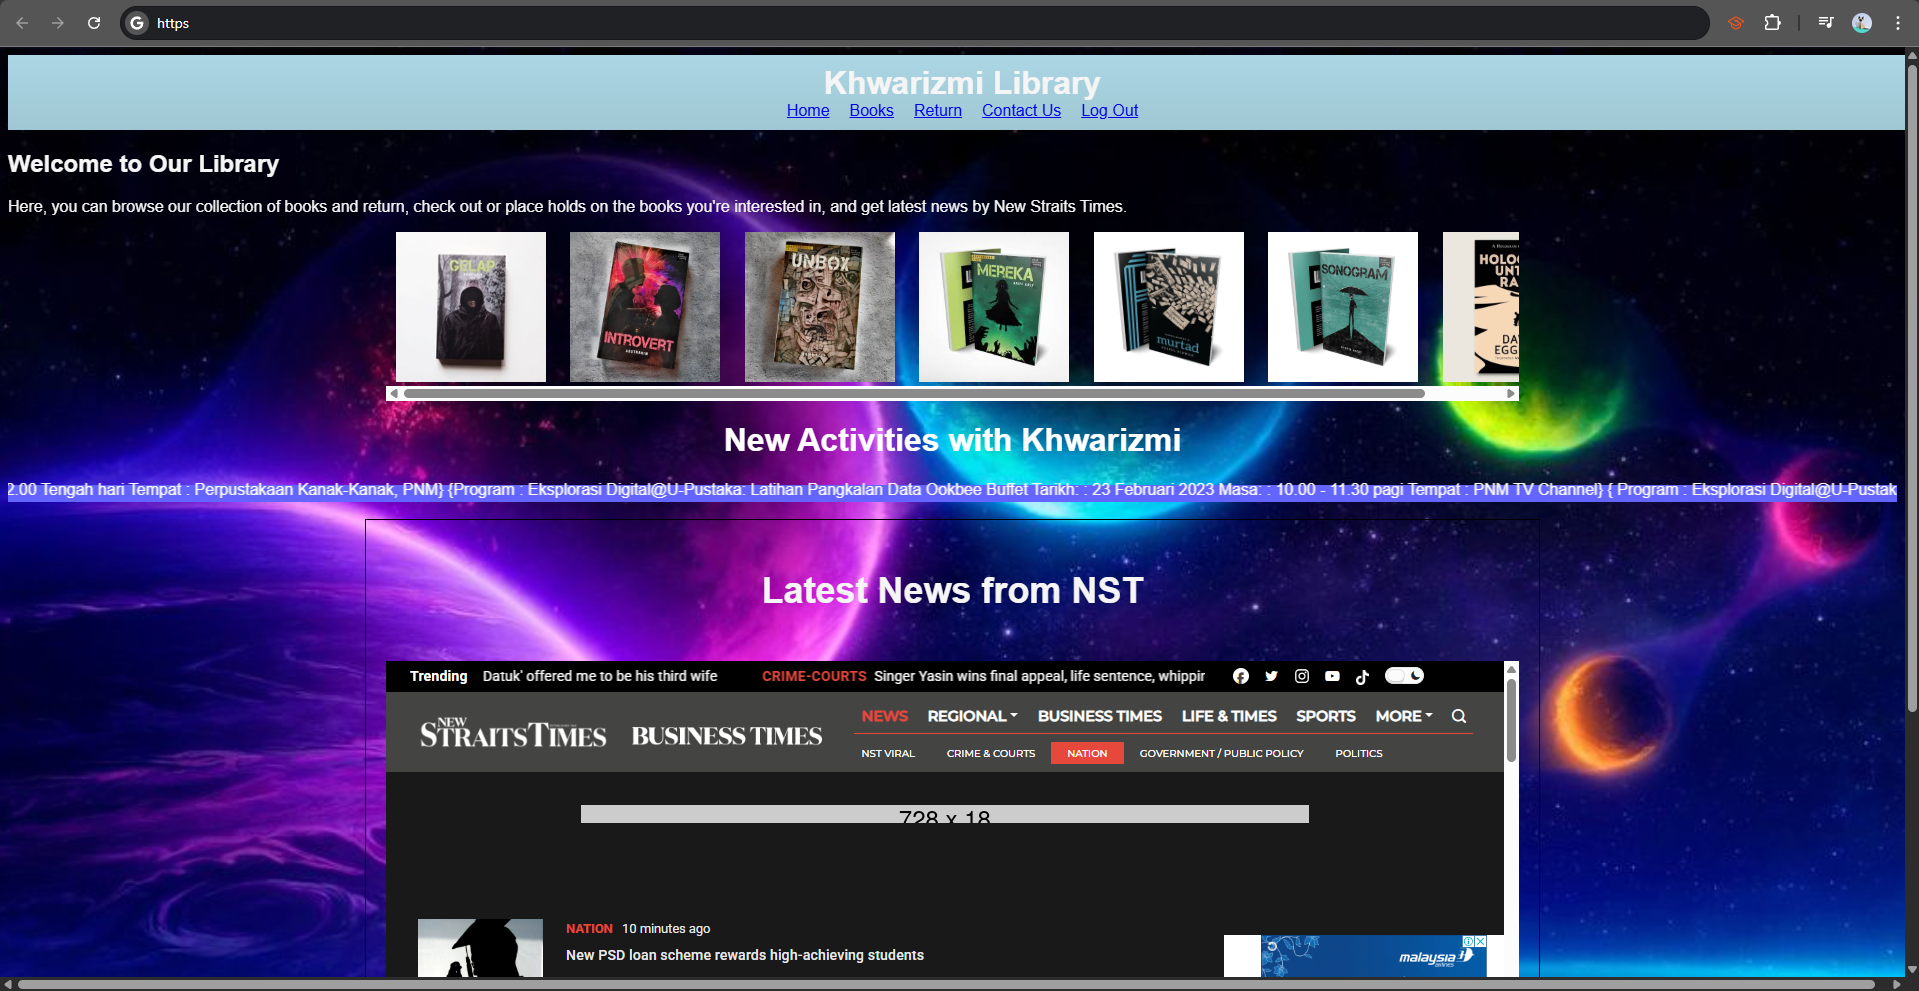 https
Khwarizmi Library
Home Books Return Contact Us Log Out
Welcome to Our Library
Here, you can browse our collection of books and return, check out or place holds on the books you're interested in, and get latest news by New Straits Times.
GELAP
INTROVERT
UNBOX
MEREKA
murtad
SONOGRAM
New Activities with Khwarizmi
2.00 Tengah hari Tempat : Perpustakaan Kanak-Kanak, PNM} {Program : Eksplorasi Digital@U-Pustaka: Latihan Pangkalan Data Ookbee Buffet Tarikh: : 23 Februari 2023 Masa: : 10.00 - 11.30 pagi Tempat : PNM TV Channel} { Program : Eksplorasi Digital@U-Pustak
Latest News from NST
Trending Datuk' offered me to be his third wife CRIME-COURTS Singer Yasin wins final appeal, life sentence, whippir
NEW STRAITS TIMES BUSINESS TIMES
NEWS REGIONAL BUSINESS TIMES LIFE & TIMES SPORTS MORE
NST VIRAL CRIME & COURTS NATION GOVERNMENT / PUBLIC POLICY POLITICS
728 x 18
NATION 10 minutes ago
New PSD loan scheme rewards high-achieving students
malaysia
airlines